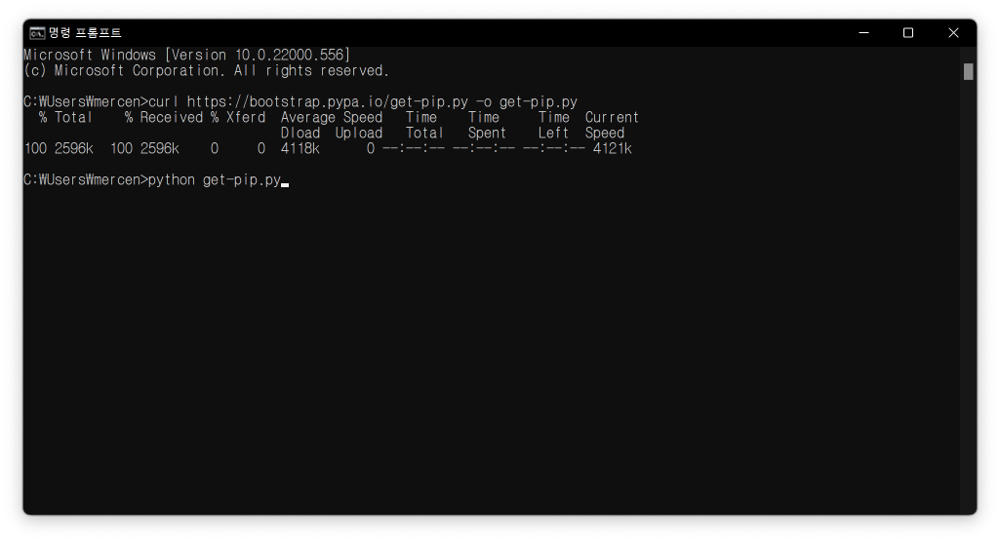 명령 프롬프트
Microsoft Windows [Version 10.0.22000.556]
(c) Microsoft Corporation. All rights reserved.
C:₩Users₩mercen>curl https://bootstrap.pypa.io/get-pip.py -o get-pip.py
% Total % Received % Xferd Average Speed Time Time Time Current
Dload Upload Total Spent Left Speed
100 2596k 100 2596k 0 0 4118k 0 --:--:-- --:--:-- --:--:-- 4121k
C:₩Users₩mercen>python get-pip.py